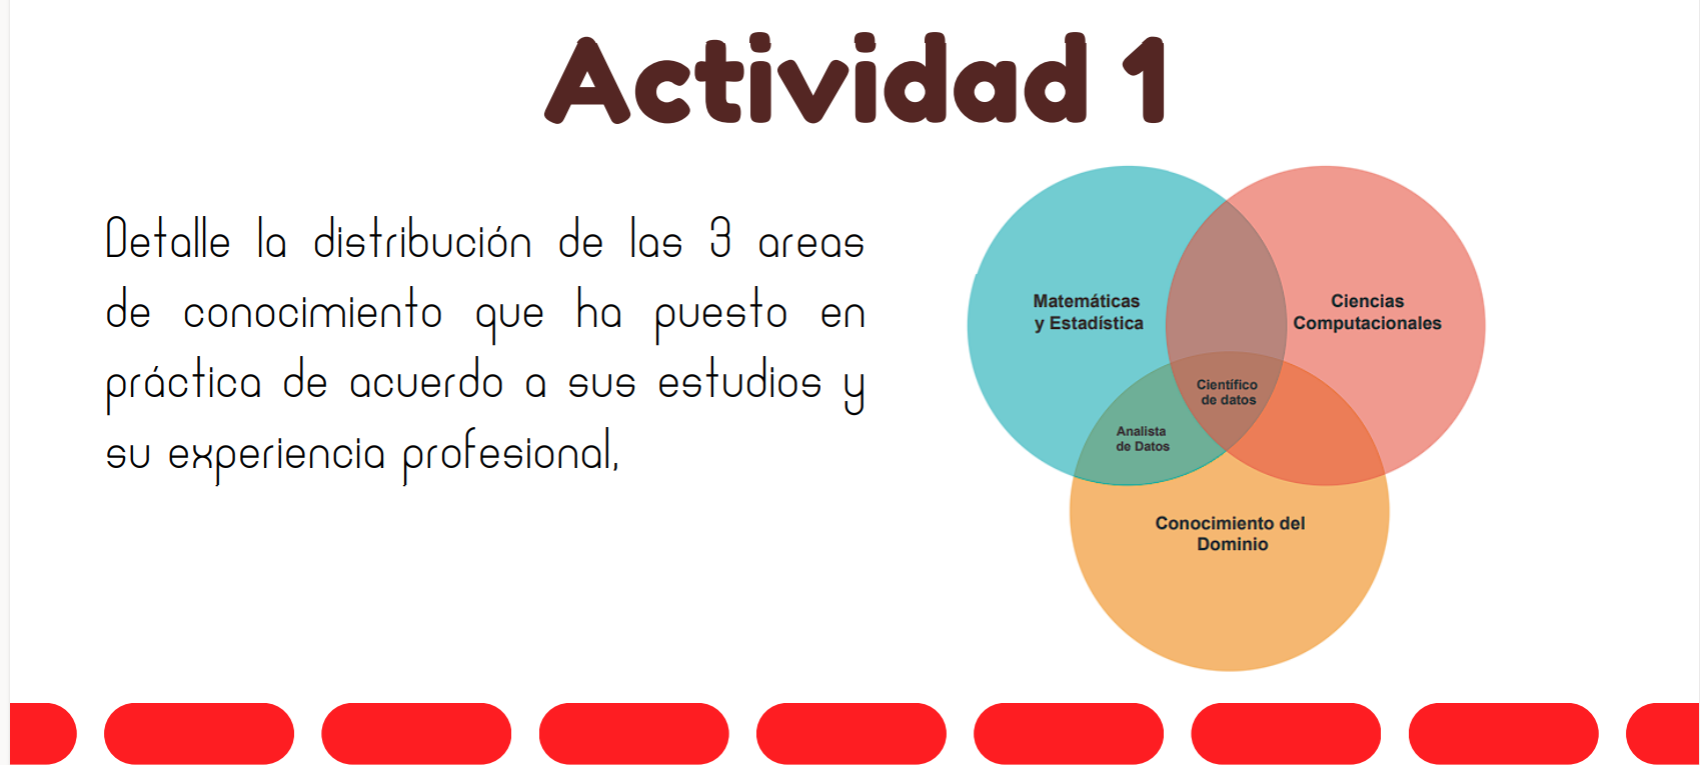 Actividad 1
Detalle la distribución de las 3 areas
de conocimiento que ha puesto en
práctica de acuerdo a sus estudios y
su experiencia profesional,
Matemáticas
y Estadística
Ciencias
Computacionales
Científico
de datos
Analista
de Datos
Conocimiento del
Dominio